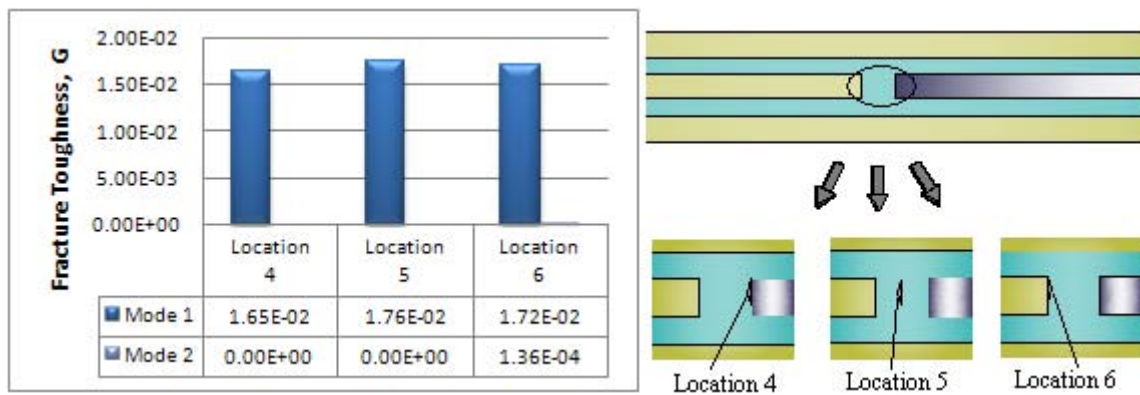 Fracture Toughness, G
2.00E-02
1.50E-02
1.00E-02
5.00E-03
0.00E+00
Location 4
Location 5
Location 6
Mode 1 1.65E-02 1.76E-02 1.72E-02
Mode 2 0.00E+00 0.00E+00 1.36E-04
Location 4
Location 5
Location 6